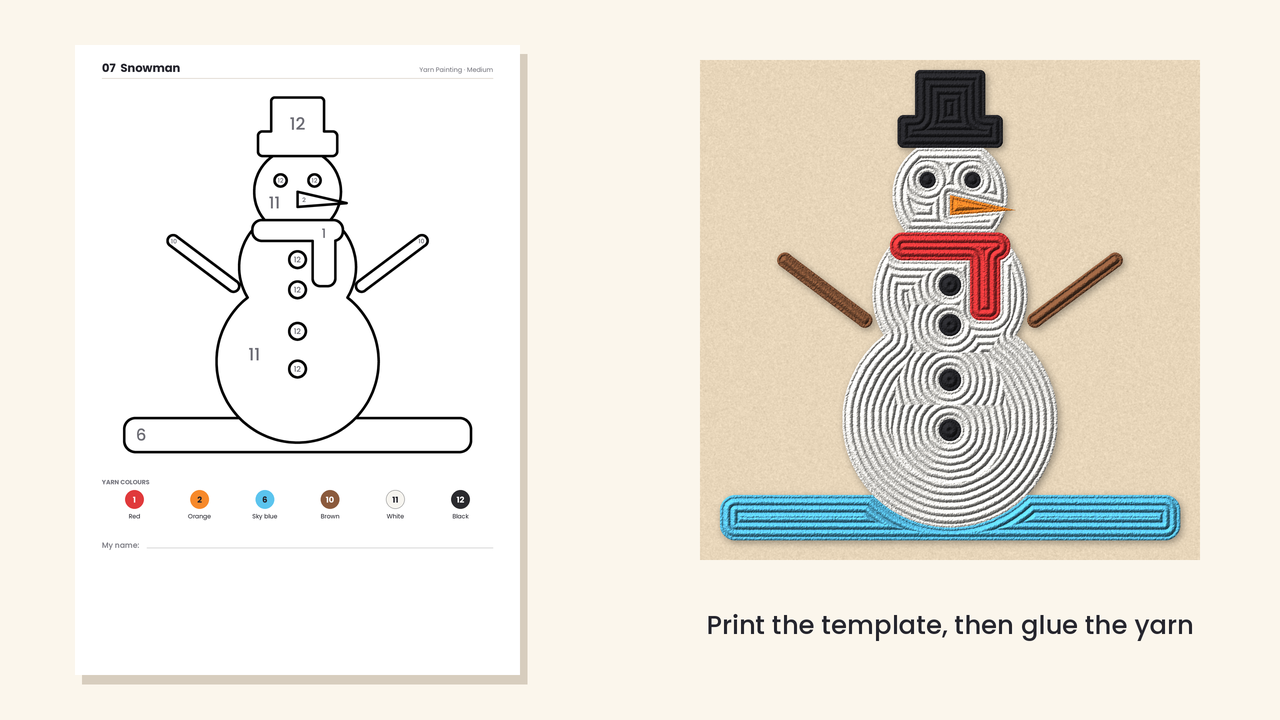 07 Snowman
Yarn Painting · Medium
12
12 12
11
2
1
10 10
12
12
12
11
12
6
YARN COLOURS
1 2 6 10 11 12
Red Orange Sky blue Brown White Black
My name:
Print the template, then glue the yarn